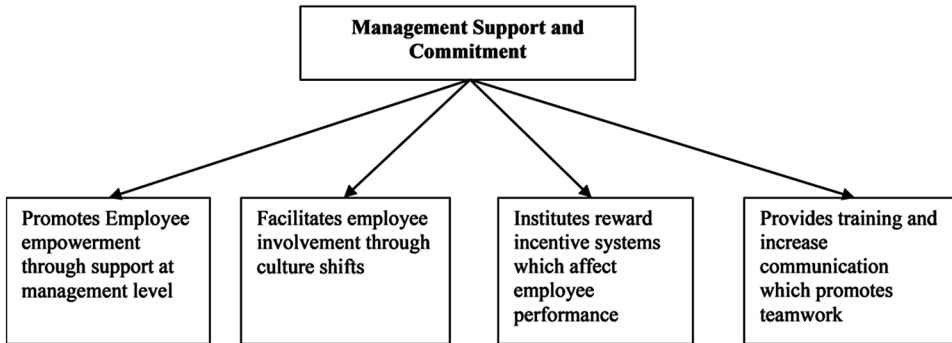 Management Support and
Commitment
Promotes Employee
empowerment
through support at
management level
Facilitates employee
involvement through
culture shifts
Institutes reward
incentive systems
which affect
employee
performance
Provides training and
increase
communication
which promotes
teamwork